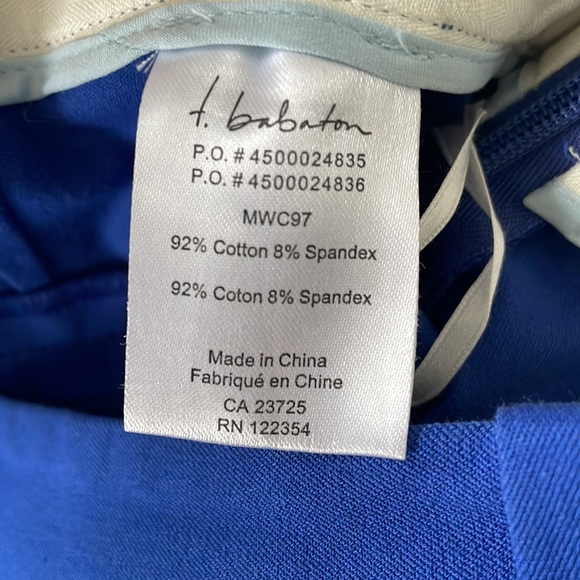 t. babaton
P.O. # 4500024835
P.O. # 4500024836
MWC97
92% Cotton 8% Spandex
92% Coton 8% Spandex
Made in China
Fabriqué en Chine
CA 23725
RN 122354